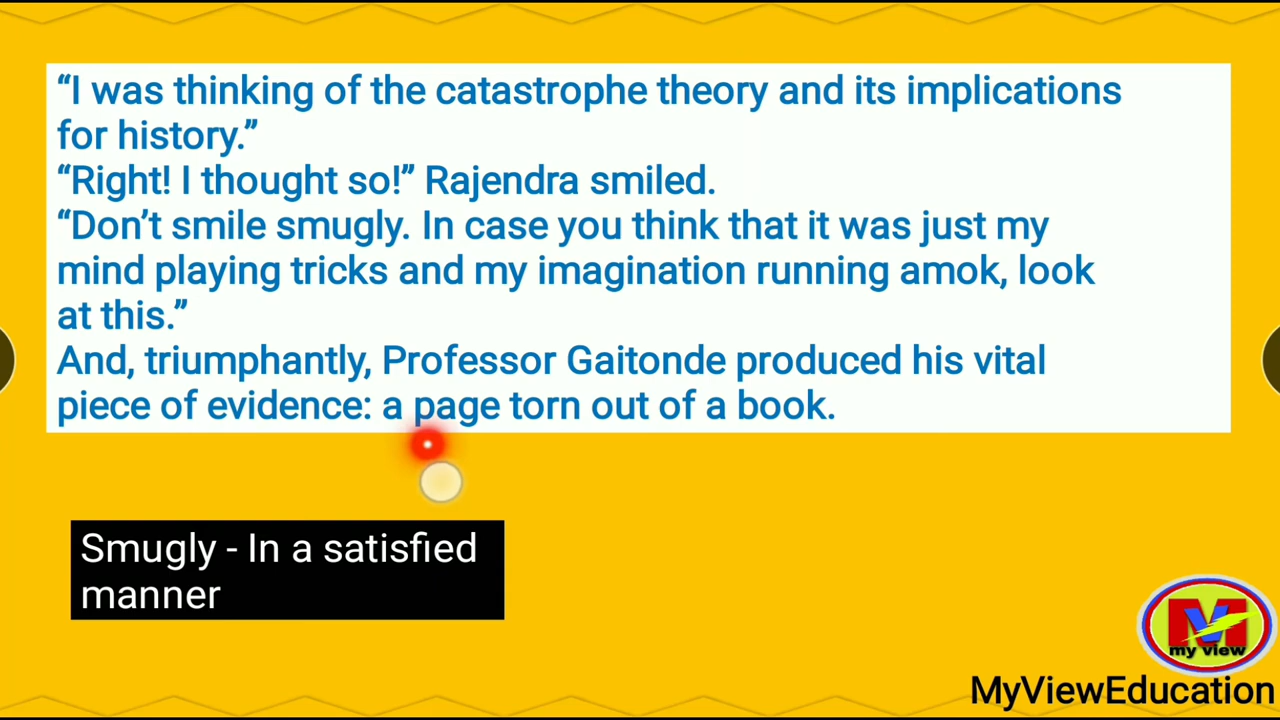 “I was thinking of the catastrophe theory and its implications
for history.”
“Right! I thought so!” Rajendra smiled.
“Don’t smile smugly. In case you think that it was just my
mind playing tricks and my imagination running amok, look
at this.”
And, triumphantly, Professor Gaitonde produced his vital
piece of evidence: a page torn out of a book.
Smugly - In a satisfied
manner
MV
my view
MyViewEducation